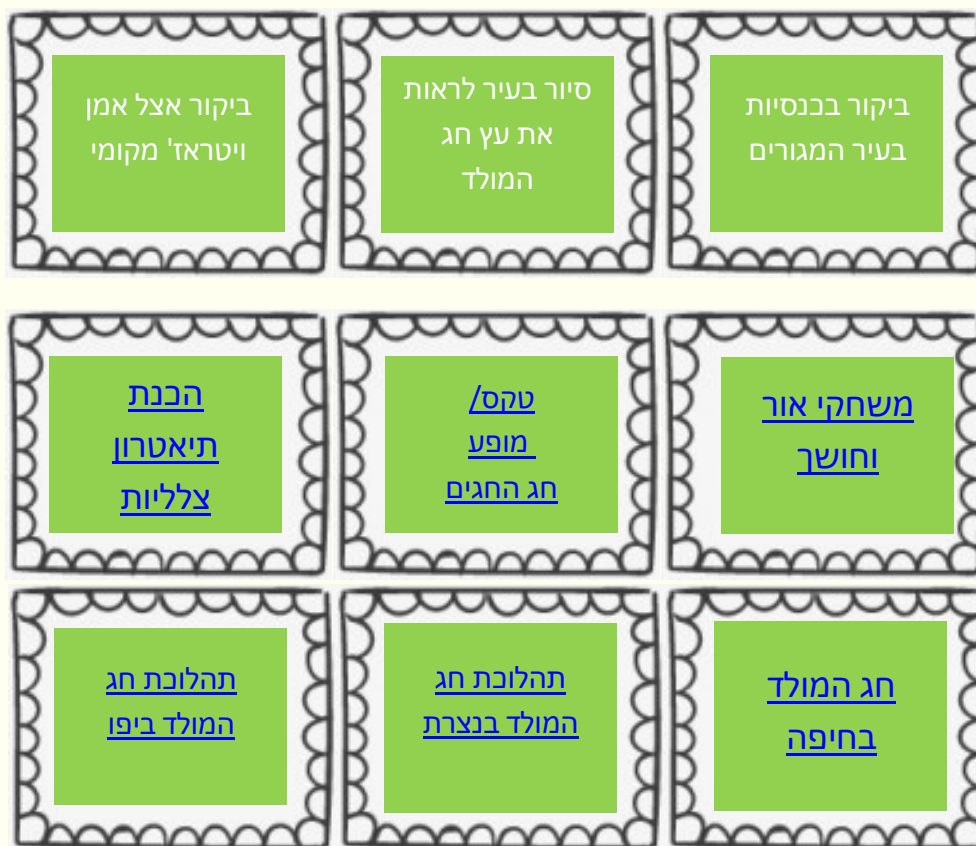 ביקור בכנסיות
בעיר המגורים
סיור בעיר לראות
את עץ חג
המולד
ביקור אצל אמן
ויטראז' מקומי
משחקי אור
וחושך
טקס/
מופע
חג החגים
הבנת
תיאטרון
צלליות
חג המולד
בחיפה
תהלוכת חג
המולד בנצרת
תהלוכת חג
המולד ביפו